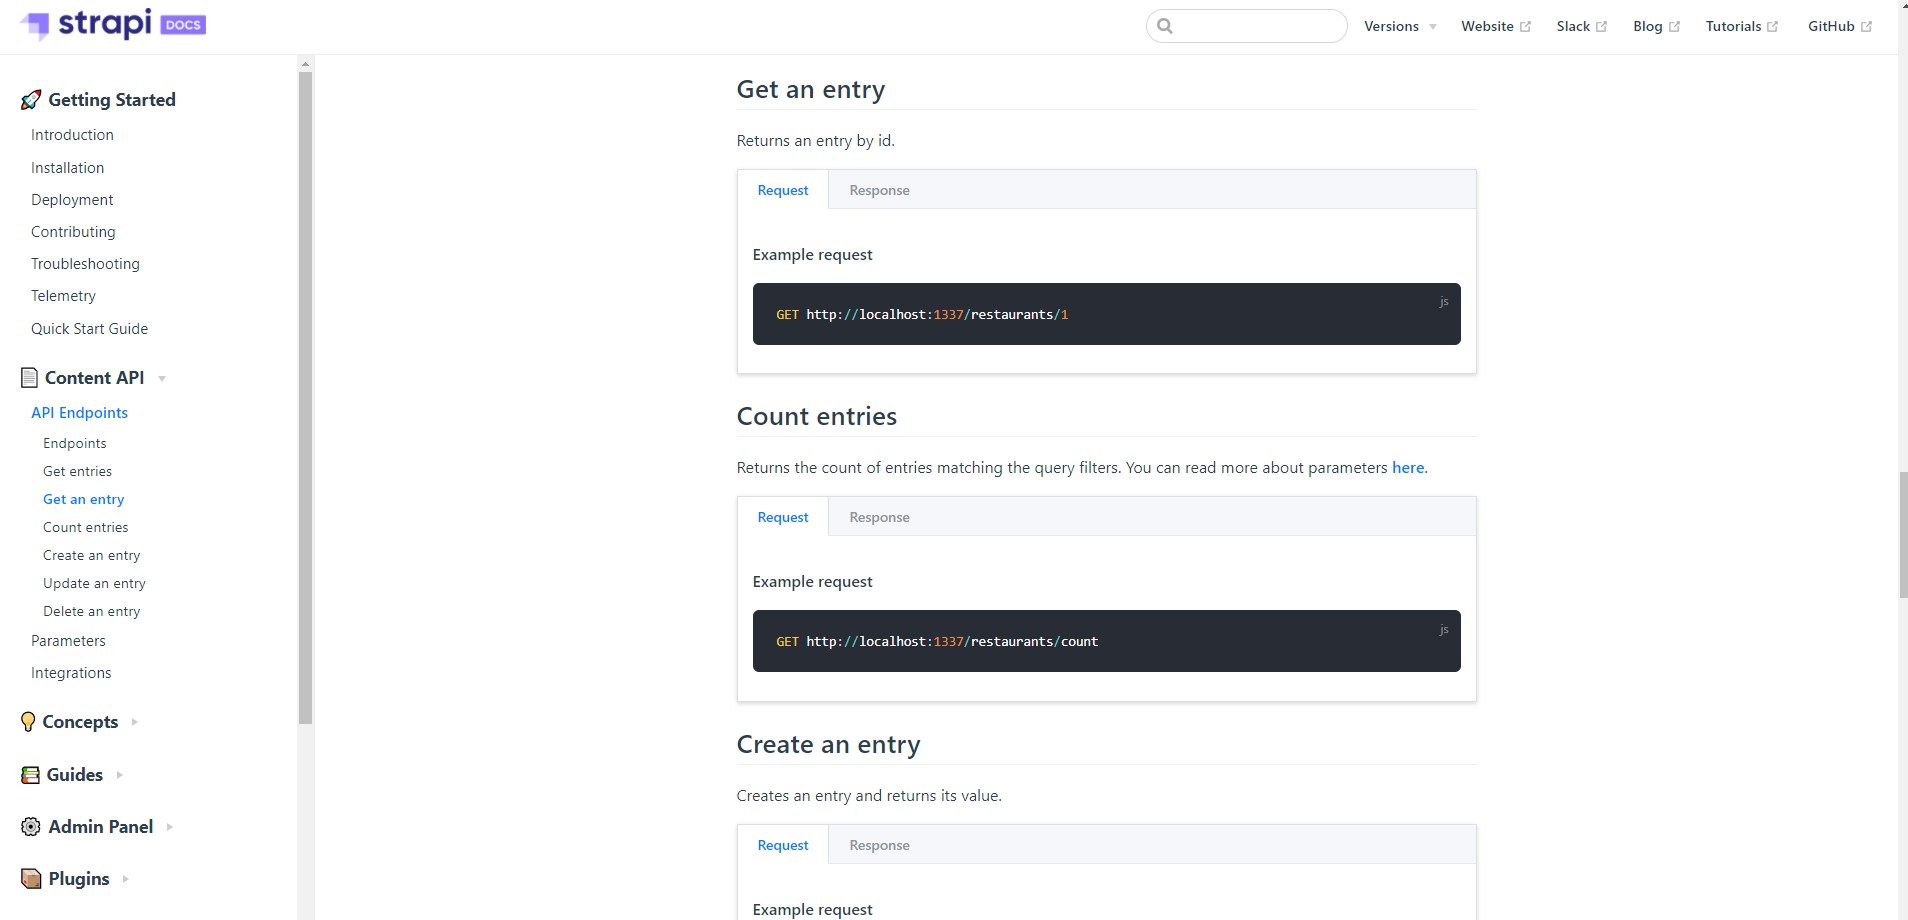 strapi DOCS
Versions Website Slack Blog Tutorials GitHub
Getting Started
Introduction
Installation
Deployment
Contributing
Troubleshooting
Telemetry
Quick Start Guide
Content API
API Endpoints
Endpoints
Get entries
Get an entry
Count entries
Create an entry
Update an entry
Delete an entry
Parameters
Integrations
Concepts
Guides
Admin Panel
Plugins
Get an entry
Returns an entry by id.
Request Response
Example request
js
GET http://localhost:1337/restaurants/1
Count entries
Returns the count of entries matching the query filters. You can read more about parameters here.
Request Response
Example request
js
GET http://localhost:1337/restaurants/count
Create an entry
Creates an entry and returns its value.
Request Response
Example request